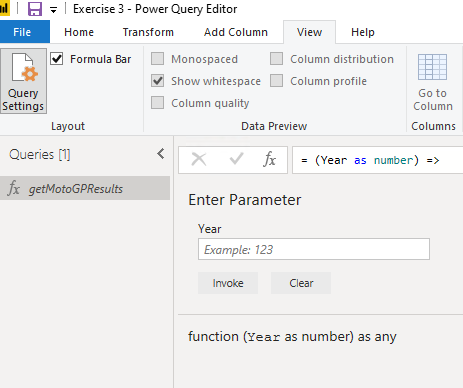 Exercise 3 - Power Query Editor
File Home Transform Add Column View Help
Query Settings
Formula Bar
Monospaced
Show whitespace
Column quality
Column distribution
Column profile
Go to Column
Layout Data Preview Columns
Queries [1]
fx = (Year as number) =>
fx getMotoGPResults
Enter Parameter
Year
Example: 123
Invoke Clear
function (Year as number) as any